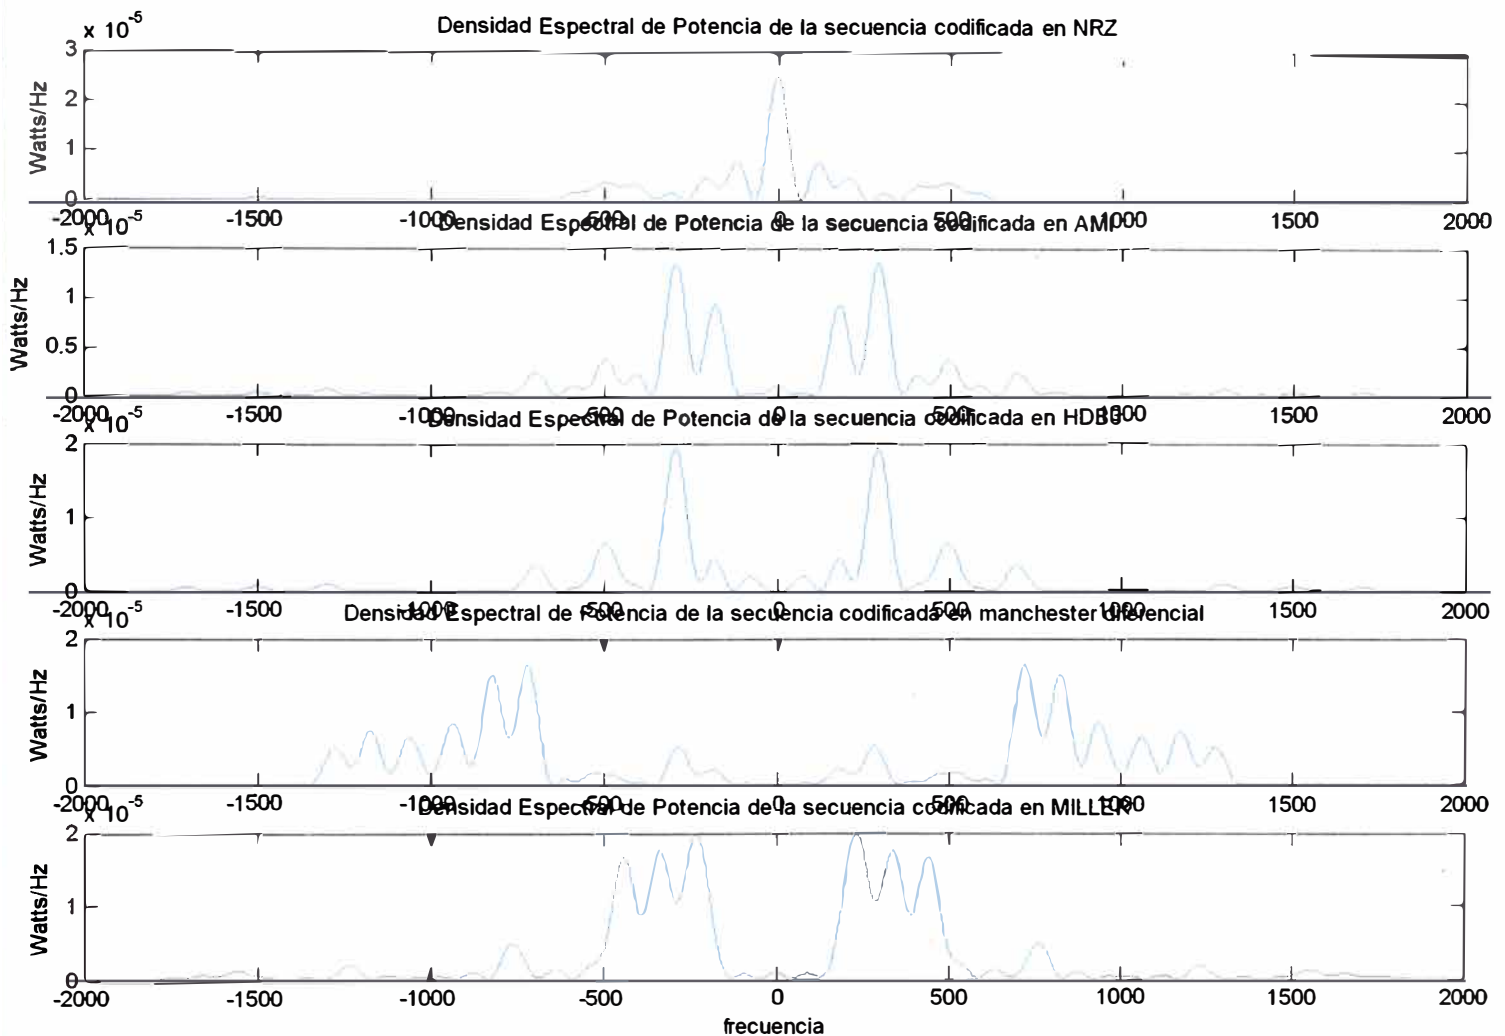 x 10-5
Densidad Espectral de Potencia de la secuencia codificada en NRZ
3
2
1
0
Watts/Hz
-2000 -1500 -1000 -500 0 500 1000 1500 2000
x 10-5
Densidad Espectral de Potencia de la secuencia codificada en AMI
1.5
1
0.5
0
Watts/Hz
-2000 -1500 -1000 -500 0 500 1000 1500 2000
x 10-5
Densidad Espectral de Potencia de la secuencia codificada en HDB3
2
1
0
Watts/Hz
-2000 -1500 -1000 -500 0 500 1000 1500 2000
x 10-5
Densidad Espectral de Potencia de la secuencia codificada en manchester diferencial
2
1
0
Watts/Hz
-2000 -1500 -1000 -500 0 500 1000 1500 2000
x 10-5
Densidad Espectral de Potencia de la secuencia codificada en MILLER
2
1
0
Watts/Hz
-2000 -1500 -1000 -500 0 500 1000 1500 2000
frecuencia